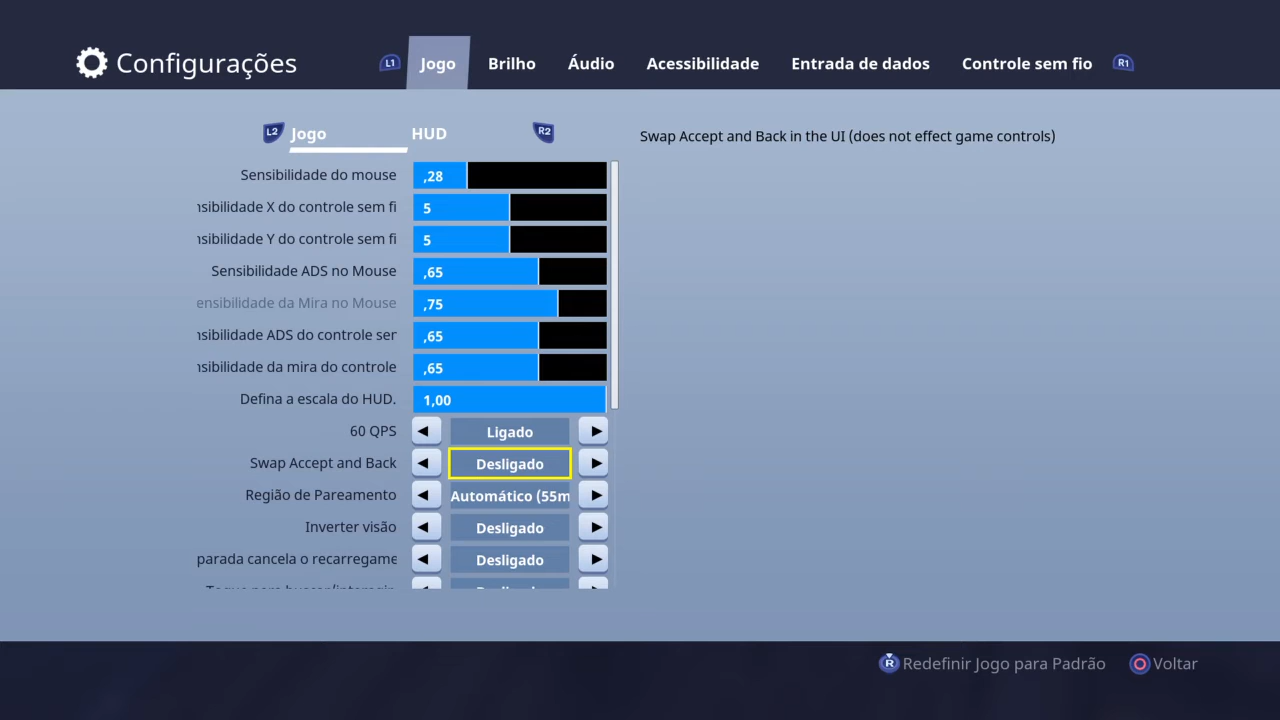 Configurações
L1 Jogo Brilho Áudio Acessibilidade Entrada de dados Controle sem fio R1
L2 Jogo HUD R2
Swap Accept and Back in the UI (does not effect game controls)
Sensibilidade do mouse ,28
nsibilidade X do controle sem fi 5
nsibilidade Y do controle sem fi 5
Sensibilidade ADS no Mouse ,65
ensibilidade da Mira no Mouse ,75
nsibilidade ADS do controle ser ,65
nsibilidade da mira do controle ,65
Defina a escala do HUD. 1,00
60 QPS Ligado
Swap Accept and Back Desligado
Região de Pareamento Automático (55m
Inverter visão Desligado
parada cancela o recarregame Desligado
R Redefinir Jogo para Padrão Voltar